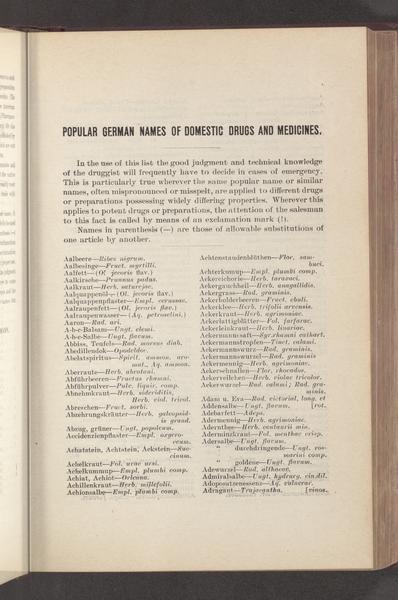 POPULAR GERMAN NAMES OF DOMESTIC DRUGS AND MEDICINES.
In the use of this list the good judgment and technical knowledge
of the druggist will frequently have to decide in cases of emergency.
This is particularly true wherever the same popular name or similar
names, often mispronounced or misspelt, are applied to different drugs
or preparations possessing widely differing properties. Wherever this
applies to potent drugs or preparations, the attention of the salesman
to this fact is called by means of an exclamation mark (!).
Names in parenthesis (—) are those of allowable substitutions of
one article by another.
Aalbeere—Ribes nigrum.
Aalbesinge—Fruct. myrtilli.
Aalfett—(Ol. jecoris flav.)
Aalkirsche—Prunus padus.
Aalkraut—Herb. saturejae.
Aalquappenöl—(Ol. jecoris flav.)
Aalquappenpflaster—Empl. cerussae.
Aalraupenfett—(Ol. jecoris flav.)
Aalraupenwasser—(Aq. petroselini.)
Aaron—Rad. ari.
A-b-c-Balsam—Ungt. elemi.
A-b-c-Salbe—Ungt. flavum.
Abbiss, Teufels—Rad. morsus diab.
Abdelldendok—Opodeldoc.
Abelatspiritus—Spirit. ammon. aro-
mat., Aq. ammon.
Aberraute—Herb. abrotani.
Abführbeeren—Fructus rhamni.
Abführpulver—Pulv. liquir. comp.
Abnehmkraut—Herb. sideritidis,
Herb. viol. tricol.
Abreschen—Fruct. sorbi.
Abzehrungskräuter—Herb. galeopsid-
is grand.
Abzug, grüner—Ungt. populeum.
Accidenzienpflaster—Empl. oxycro-
ceum.
Achatstein, Achtstein, Ackstein—Suc-
cinum.
Achelkraut—Fol. uvae ursi.
Achelkummup—Empl. plumbi comp.
Achiat, Achiot—Orleana.
Achillenkraut—Herb. millefolii.
Achionsalbe—Empl. plumbi comp.
Achtenstaudenblüthen—Flor. sam-
buci.
Achterkumup—Empl. plumbi comp.
Ackercichorie—Herb. taraxaci.
Ackergauchheil—Herb. anagallidis.
Ackergrass—Rad. graminis.
Ackerholderbeeren—Fruct. ebuli.
Ackerklee—Herb. trifolii arvensis.
Ackerkraut—Herb. agrimoniae.
Ackerlattigblätter—Fol. farfarae.
Ackerleinkraut—Herb. linariae.
Ackermannsaft—Syr. rhamni cathart.
Ackermannstropfen—Tinct. calami.
Ackermannswurz—Rad. graminis.
Ackermannswurzel—Rad. graminis
Ackermennig—Herb. agrimoniae.
Ackerschnallen—Flor. rhoeados.
Ackerveilchen—Herb. violae tricolor.
Ackerwurzel—Rad. calami; Rad. gra-
minis.
Adam u. Eva—Rad. victorial. long. et
Addensalbe—Ungt. flavum. [rot.
Adebarfett—Adeps.
Adermennig—Herb. agrimoniae.
Adernthee—Herb. centaurii min.
Aderminzkraut—Fol. menthae crisp.
Adersalbe—Ungt. flavum.
" durchdringende—Ungt. ros-
marini comp.
" goldene—Ungt. flavum.
Adewurzel—Rad. althaeae.
Admiralsalbe—Ungt. hydrarg. cin. dil.
Adoposatzenessenz—Aq. vulnerar.
Adragant—Tragacantha. [vinos.